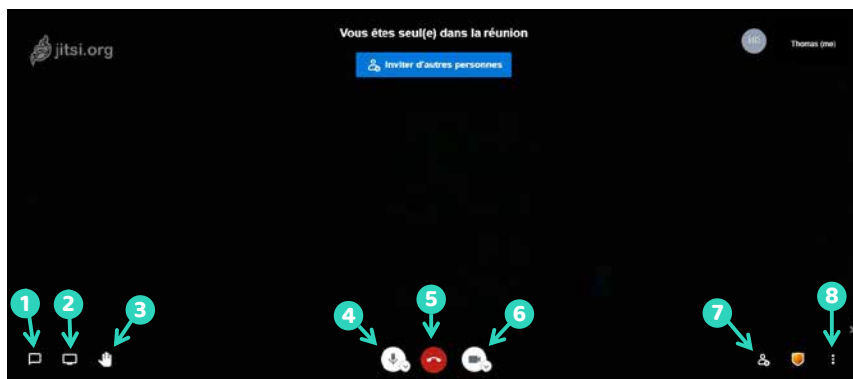 Vous êtes seul(e) dans la réunion
jitsi.org
Thomas (me)
Inviter d'autres personnes
1
2
3
4
5
6
7
8